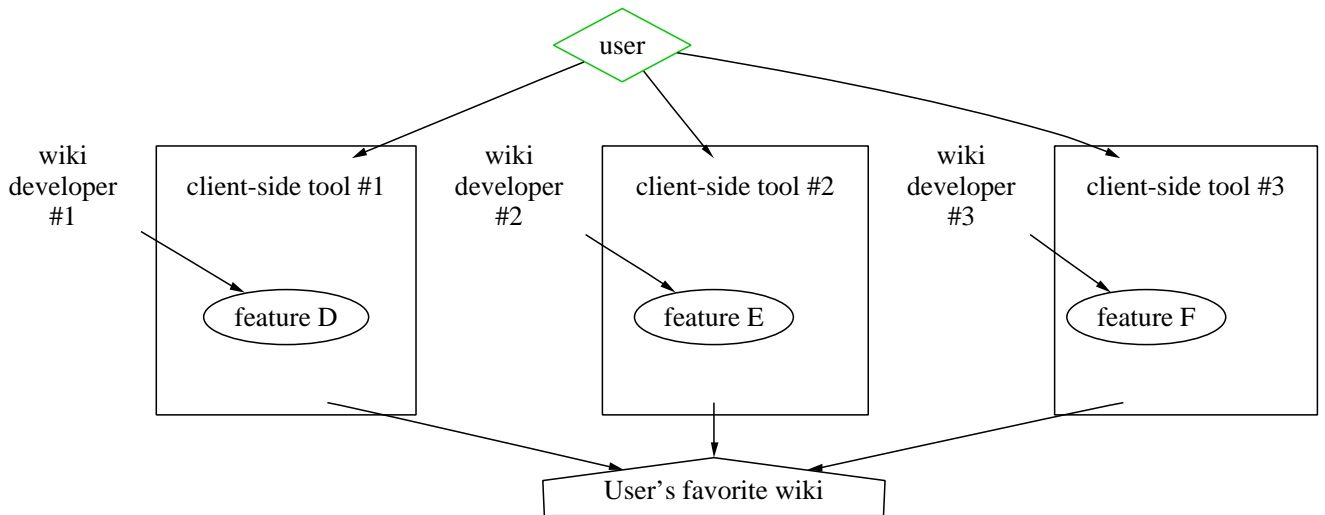 user
wiki
developer
#1
client-side tool #1
feature D
wiki
developer
#2
client-side tool #2
feature E
wiki
developer
#3
client-side tool #3
feature F
User's favorite wiki